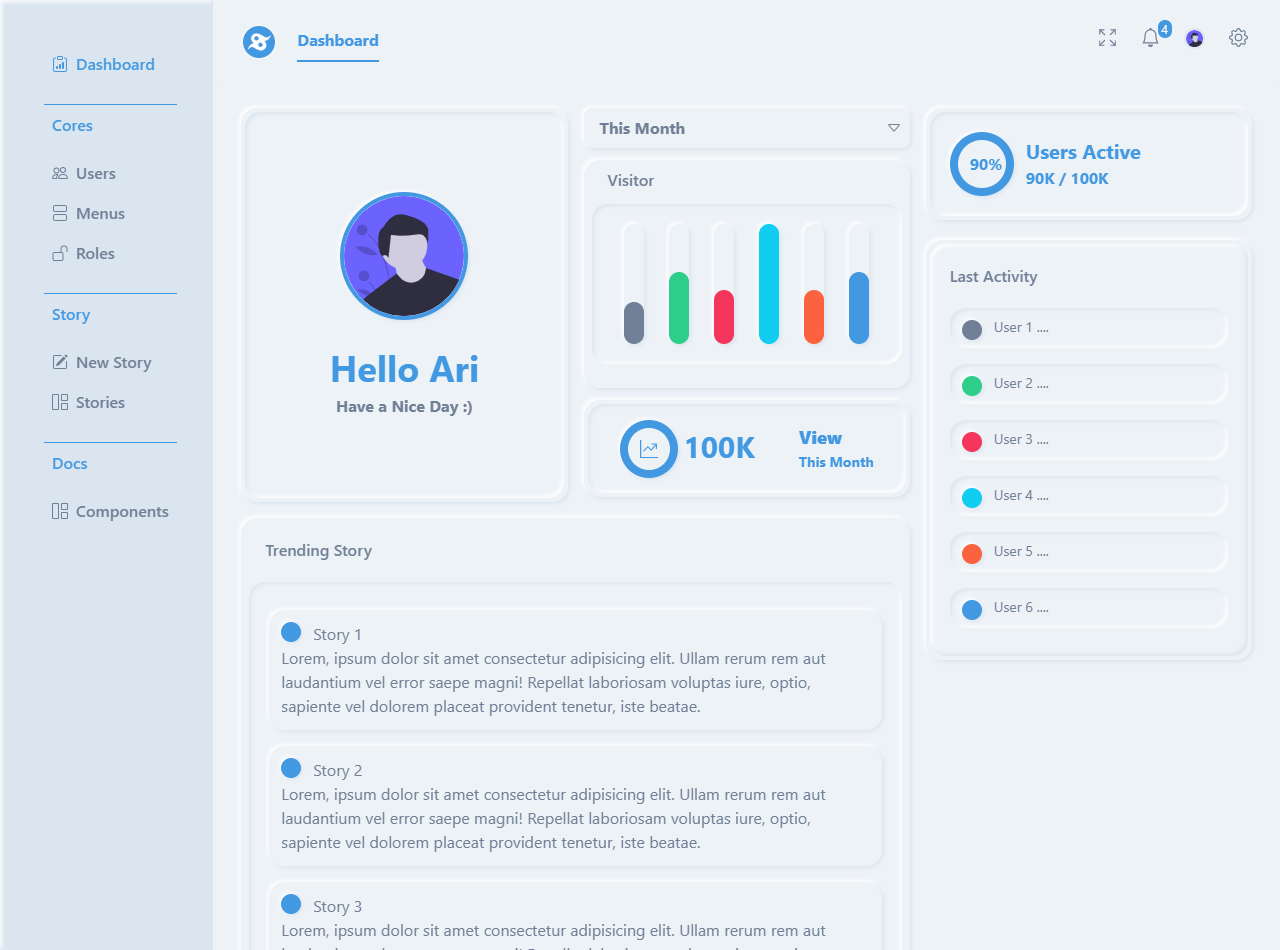 Dashboard
Cores
Users
Menus
Roles
Story
New Story
Stories
Docs
Components
Dashboard
4
Hello Ari
Have a Nice Day :)
This Month
Visitor
100K
View
This Month
90%
Users Active
90K / 100K
Last Activity
User 1 ....
User 2 ....
User 3 ....
User 4 ....
User 5 ....
User 6 ....
Trending Story
Story 1
Lorem, ipsum dolor sit amet consectetur adipisicing elit. Ullam rerum rem aut
laudantium vel error saepe magni! Repellat laboriosam voluptas iure, optio,
sapiente vel dolorem placeat provident tenetur, iste beatae.
Story 2
Lorem, ipsum dolor sit amet consectetur adipisicing elit. Ullam rerum rem aut
laudantium vel error saepe magni! Repellat laboriosam voluptas iure, optio,
sapiente vel dolorem placeat provident tenetur, iste beatae.
Story 3
Lorem, ipsum dolor sit amet consectetur adipisicing elit. Ullam rerum rem aut